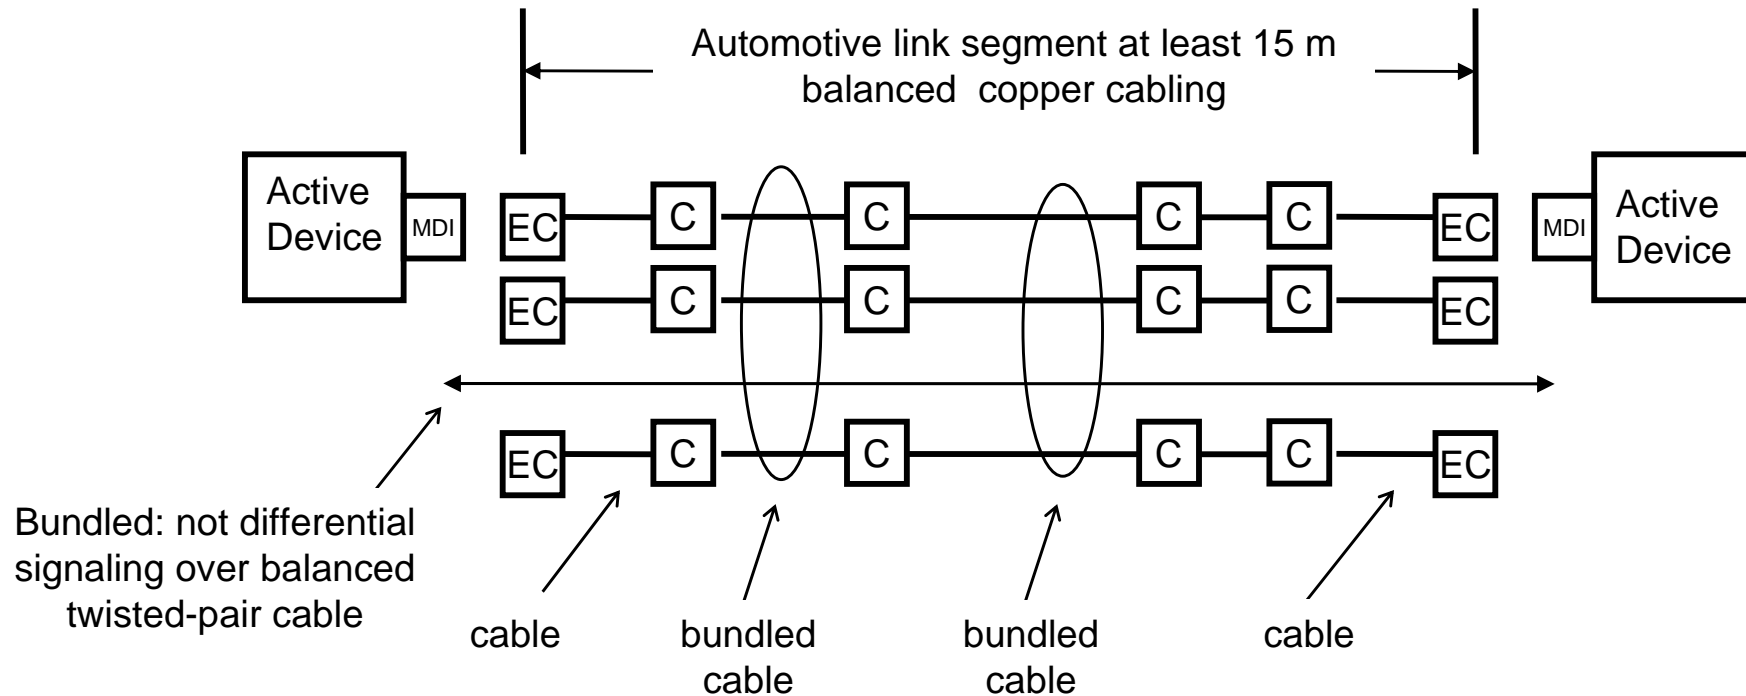 Automotive link segment at least 15 m
balanced copper cabling
Active
Device
MDI
EC
C
C
C
C
EC
MDI
Active
Device
EC
C
C
C
C
EC
EC
C
C
C
C
EC
Bundled: not differential
signaling over balanced
twisted-pair cable
cable
bundled
cable
bundled
cable
cable